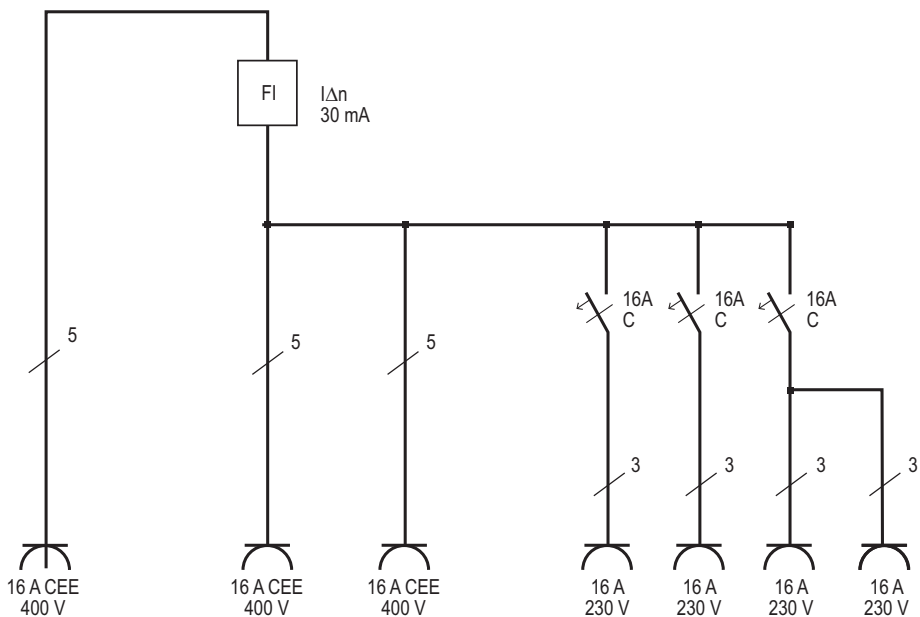 FI
IΔn
30 mA
5
5
5
16A
C
16A
C
16A
C
3
3
3
3
16 A CEE
400 V
16 A CEE
400 V
16 A CEE
400 V
16 A
230 V
16 A
230 V
16 A
230 V
16 A
230 V